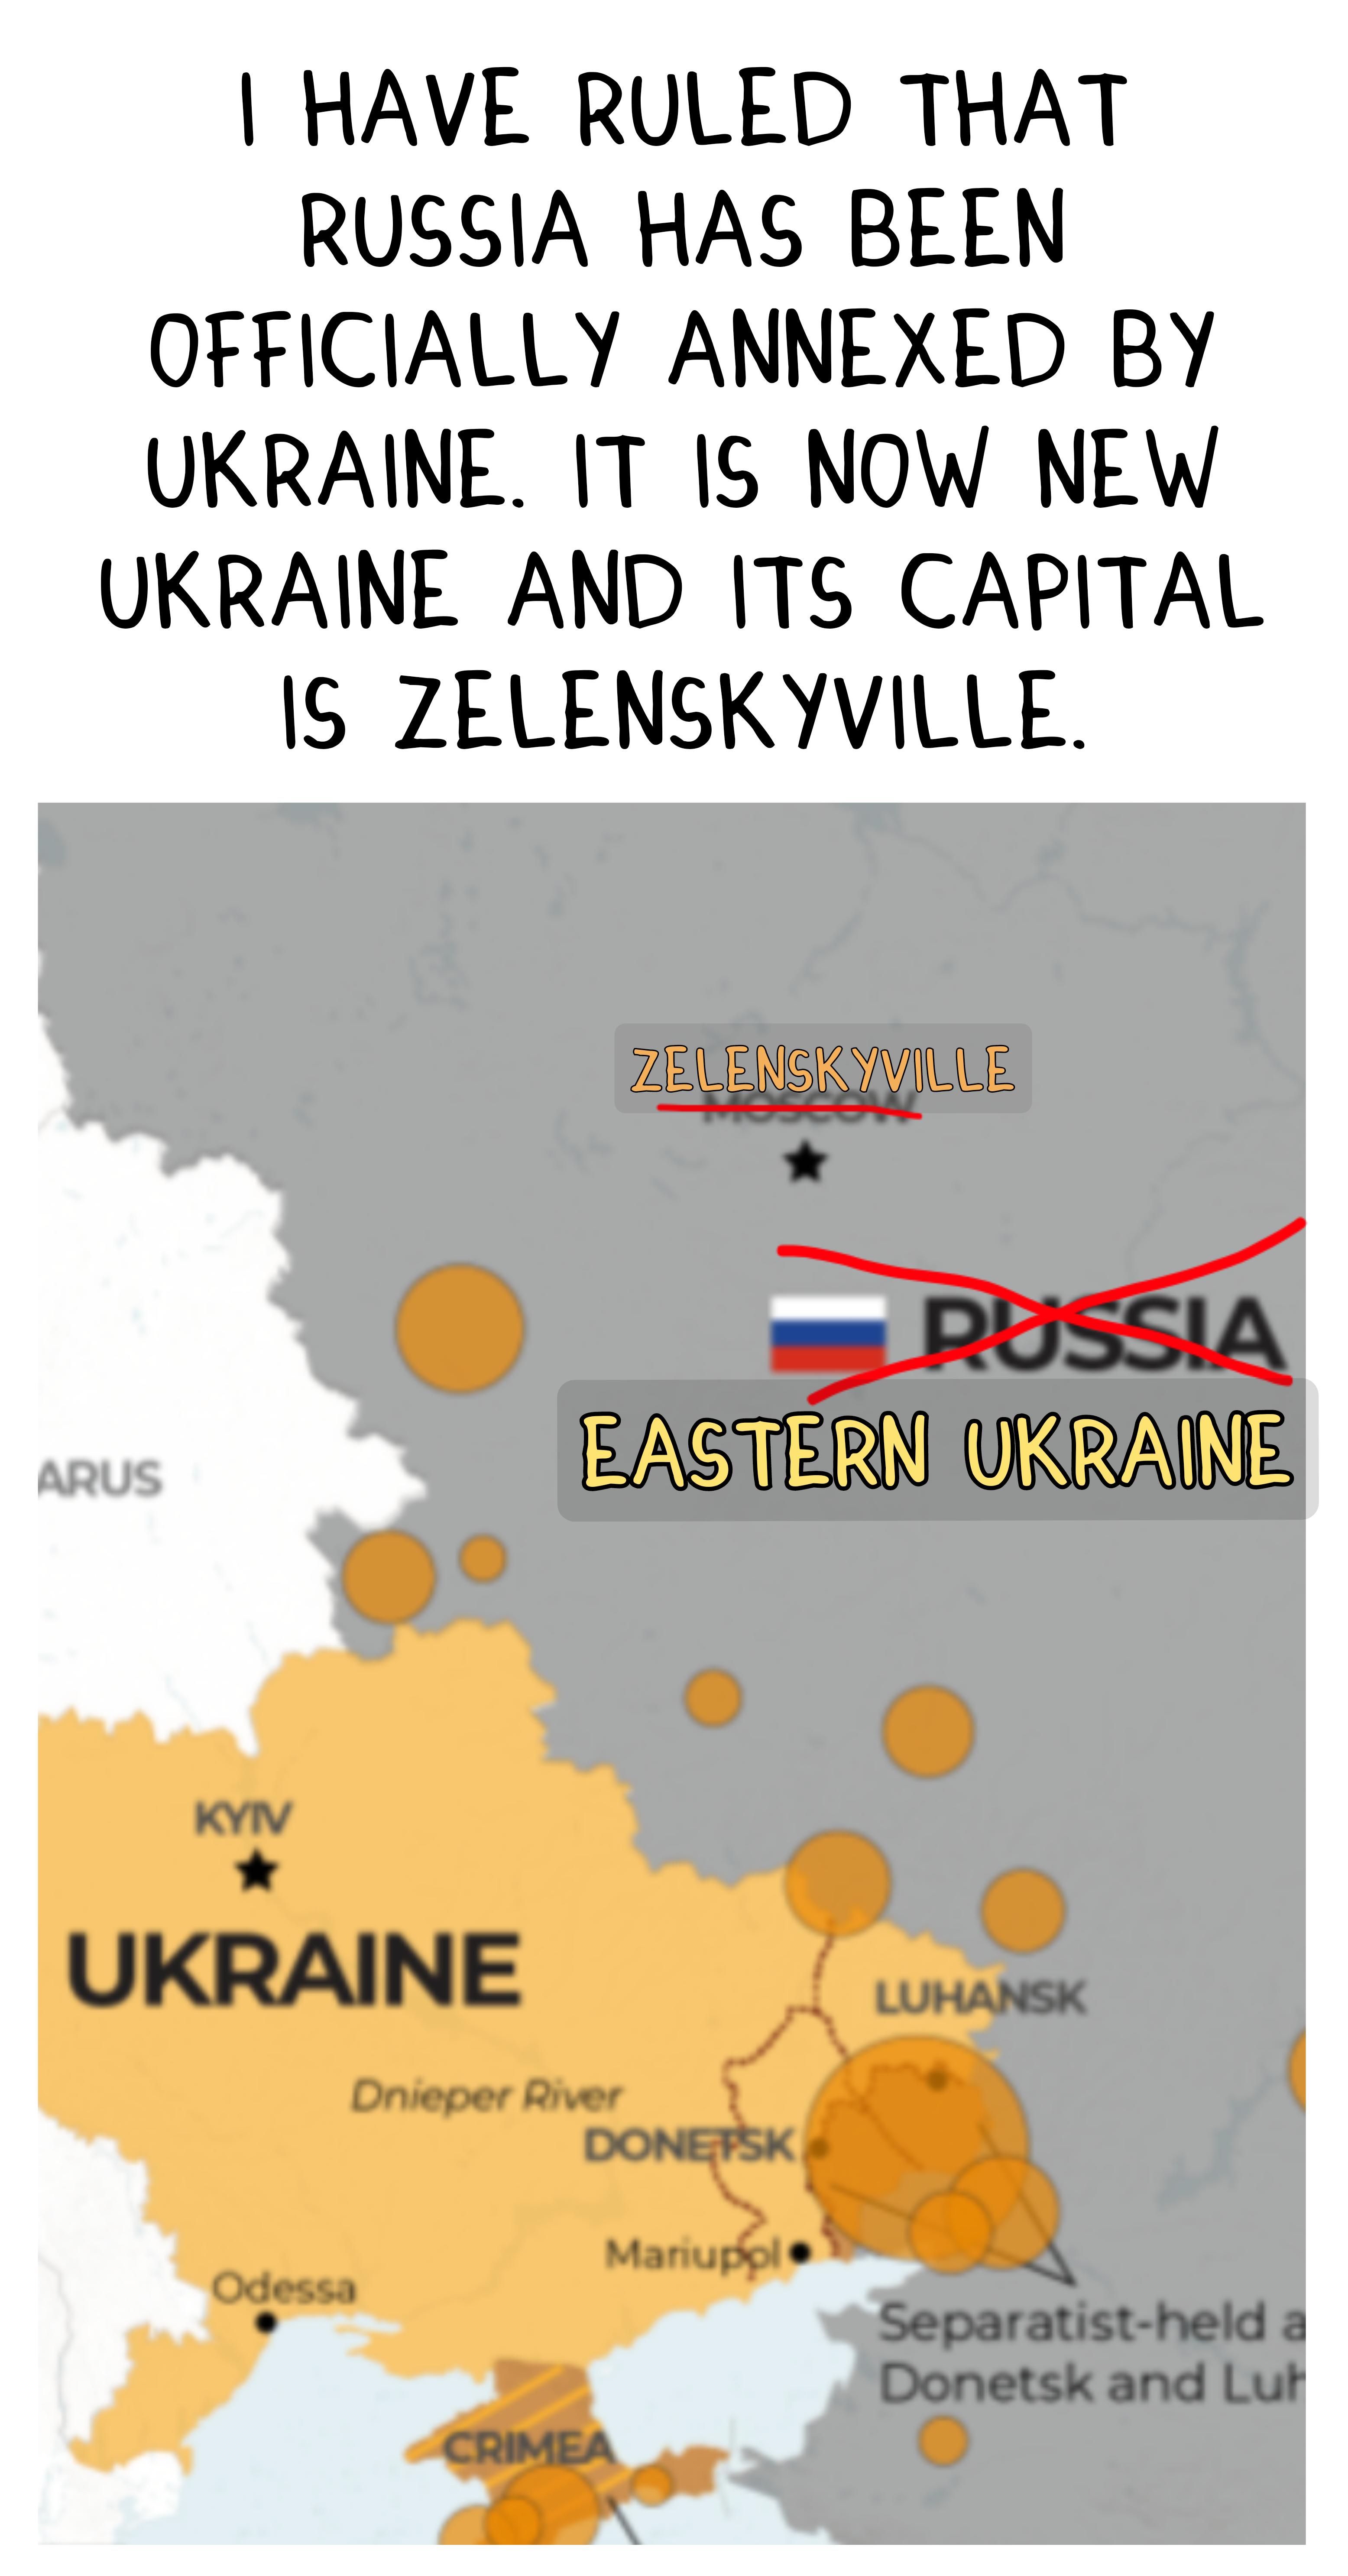 I HAVE RULED THAT
RUSSIA HAS BEEN
OFFICIALLY ANNEXED BY
UKRAINE. IT IS NOW NEW
UKRAINE AND ITS CAPITAL
IS ZELENSKYVILLE.
ZELENSKYVILLE
MOSCOW
RUSSIA
EASTERN UKRAINE
ARUS
KYIV
UKRAINE
LUHANSK
Dnieper River
DONETSK
Mariupol
Odessa
Separatist-held a
Donetsk and Luh
CRIMEA